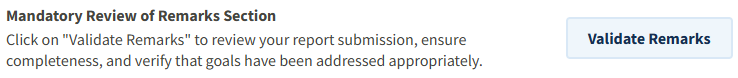 Mandatory Review of Remarks Section
Click on "Validate Remarks" to review your report submission, ensure
completeness, and verify that goals have been addressed appropriately.
Validate Remarks